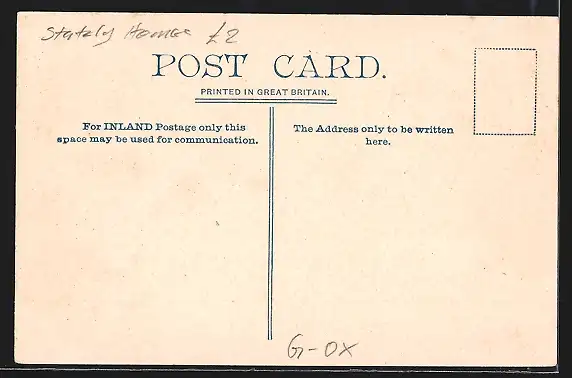 Stately Homes £2
POST CARD.
PRINTED IN GREAT BRITAIN.
For INLAND Postage only this
space may be used for communication.
The Address only to be written
here.
G-OX